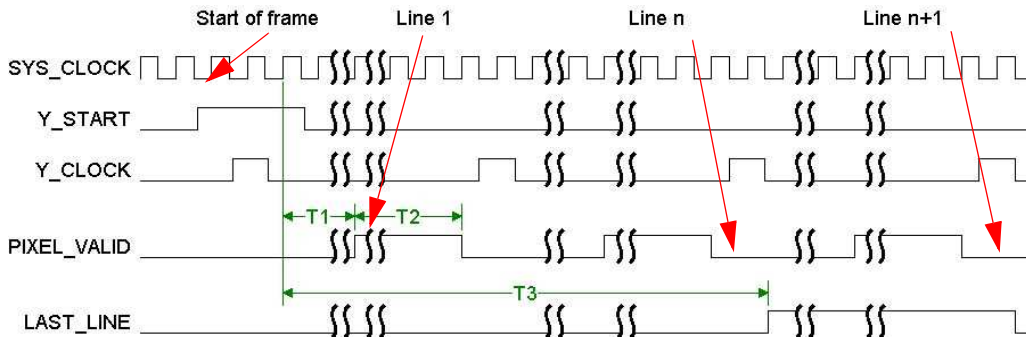 Start of frame
Line 1
Line n
Line n+1
SYS_CLOCK
Y_START
Y_CLOCK
T1
T2
PIXEL_VALID
T3
LAST_LINE